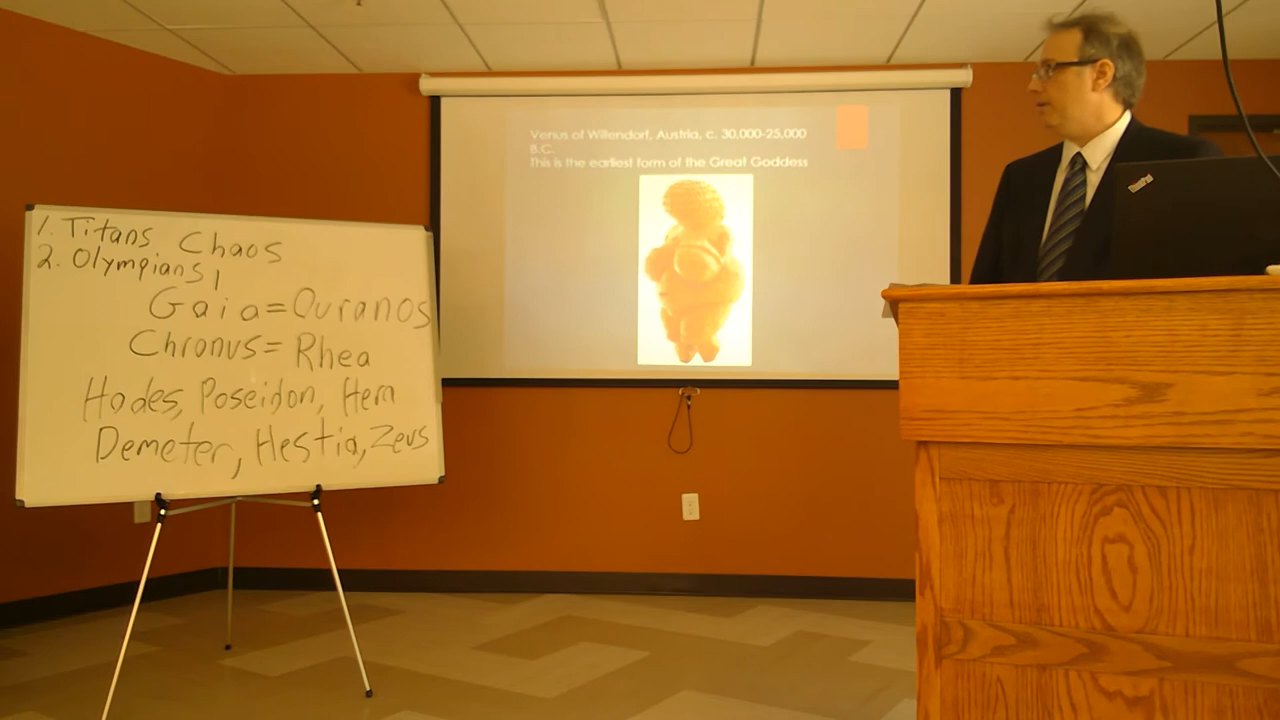 1. Titans Chaos
2. Olympians
Gaia=Ouranos
Chronus=Rhea
Hades, Poseidon, Hera
Demeter, Hestia, Zeus
Venus of Willendorf, Austria, c. 30,000-25,000
B.C.
This is the earliest form of the Great Goddess